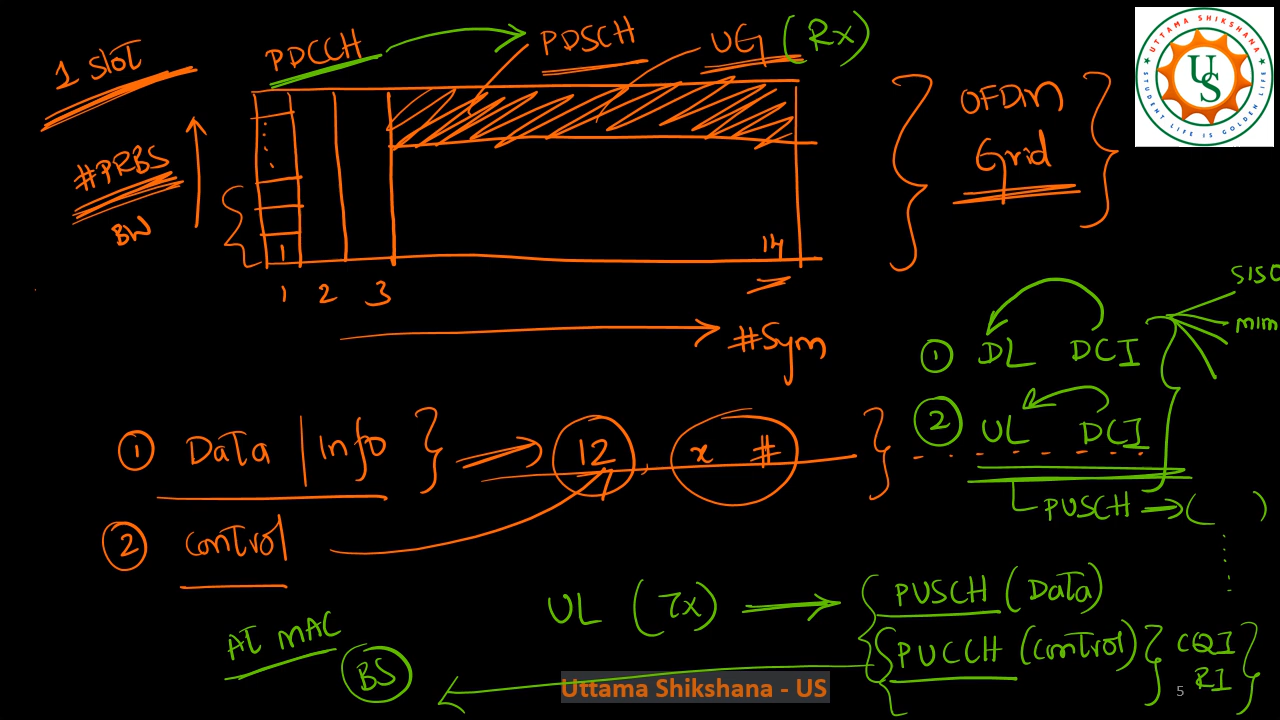 1 Slot
PDCCH
PDSCH
UE1 (Rx)
UTTAMA SHIKSHANA
US
STUDENT LIFE IS GOLDEN LIFE
#PRBS
BW
OFDM
Grid
1
14
1 2 3
#Sym
SISO
MIM
① DL DCI
② UL DCI
PUSCH ⇒ ( )
① Data | Info
12, x #
② Control
UL (Tx)
PUSCH (Data)
PUCCH (Control)
CQI
RI
AT MAC
BS
Uttama Shikshana - US
5